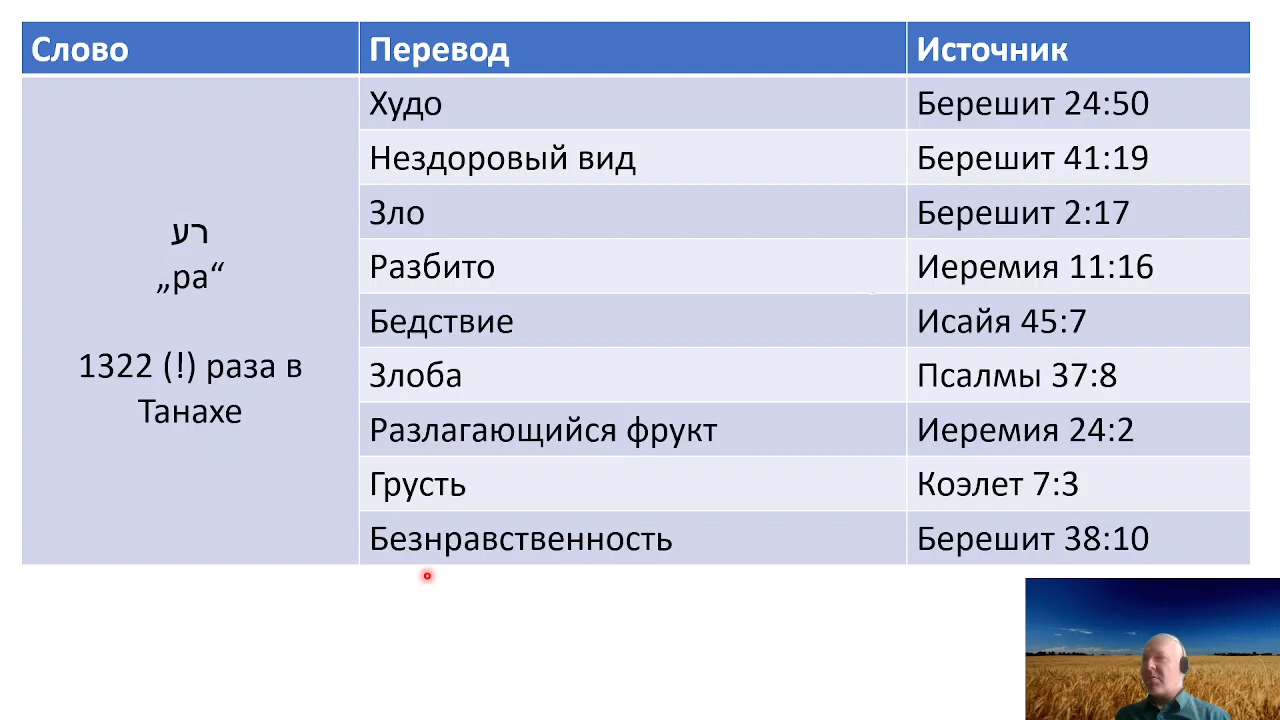 Слово Перевод Источник
Худо Берешит 24:50
Нездоровый вид Берешит 41:19
Зло Берешит 2:17
רע
„ра“
1322 (!) раза в
Танахе
Разбито Иеремия 11:16
Бедствие Исайя 45:7
Злоба Псалмы 37:8
Разлагающийся фрукт Иеремия 24:2
Грусть Коэлет 7:3
Безнравственность Берешит 38:10